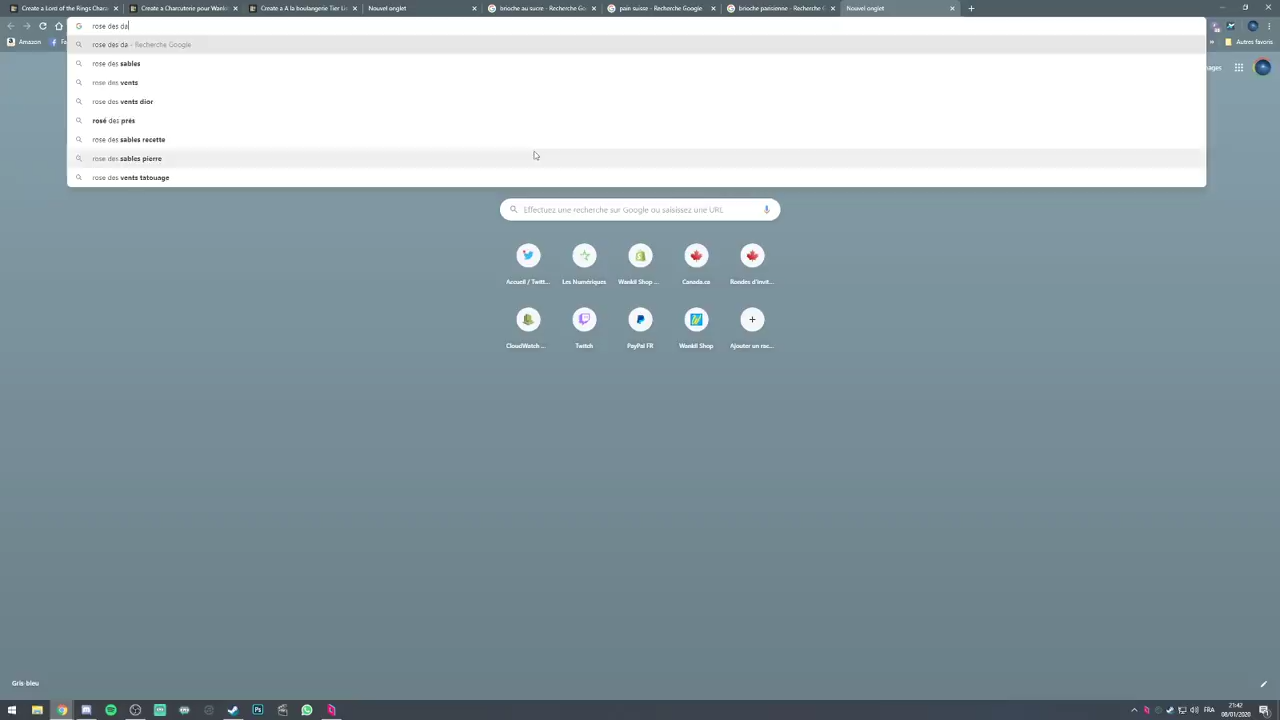 Create a Lord of the Rings Chara
Create a Charcuterie pour Wanki
Create a A la boulangerie Tier Li
Nouvel onglet
brioche au sucre - Recherche Go
pain suisse - Recherche Google
brioche parisienne - Recherche G
Nouvel onglet
rose des da
Amazon
Fa
Autres favoris
rose des da - Recherche Google
rose des sables
rose des vents
rose des vents dior
rosé des prés
rose des sables recette
rose des sables pierre
rose des vents tatouage
ages
Effectuez une recherche sur Google ou saisissez une URL
Accueil / Twitt...
Les Numériques
Wankil Shop ...
Canada.ca
Rondes d'invit...
CloudWatch ...
Twitch
PayPal FR
Wankil Shop
Ajouter un rac...
Gris-bleu
FRA
21:42
08/01/2020